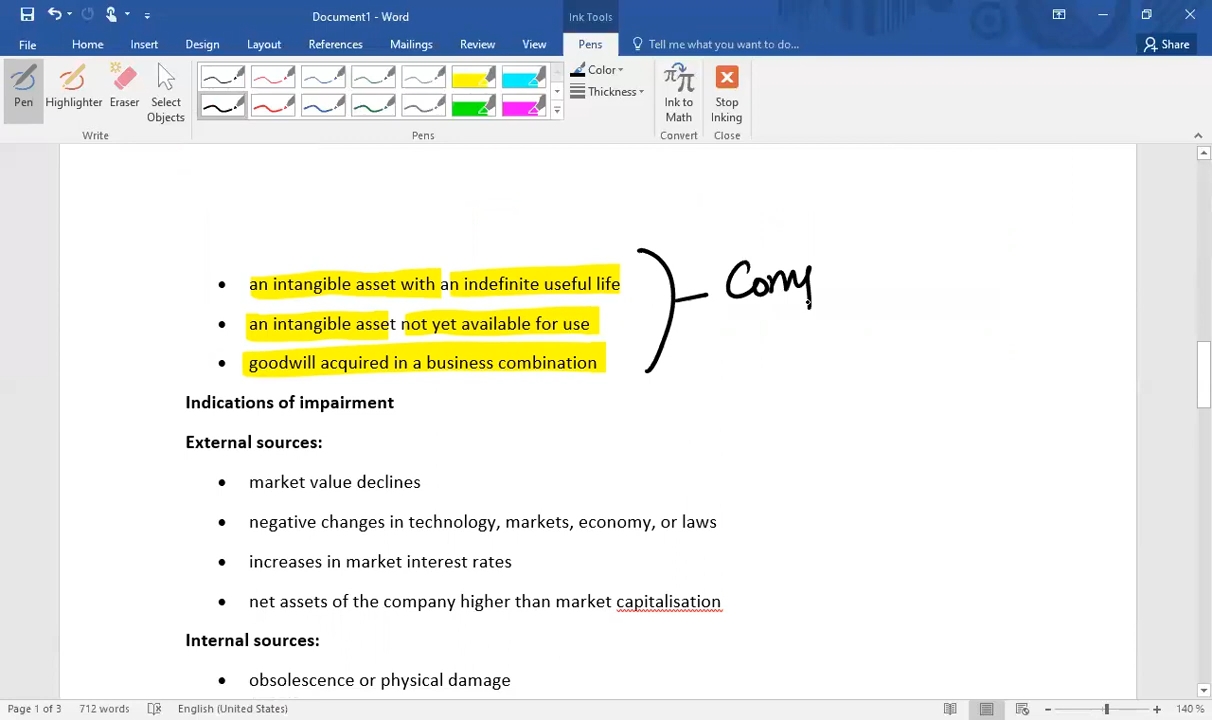 Document1 - Word
Ink Tools
File
Home
Insert
Design
Layout
References
Mailings
Review
View
Pens
Tell me what you want to do...
Share
Pen
Highlighter
Eraser
Select
Objects
Color
Thickness
Ink to
Math
Stop
Inking
Write
Pens
Convert
Close
• an intangible asset with an indefinite useful life
• an intangible asset not yet available for use
• goodwill acquired in a business combination
Indications of impairment
External sources:
• market value declines
• negative changes in technology, markets, economy, or laws
• increases in market interest rates
• net assets of the company higher than market capitalisation
Internal sources:
• obsolescence or physical damage
Page 1 of 3
712 words
English (United States)
140 %